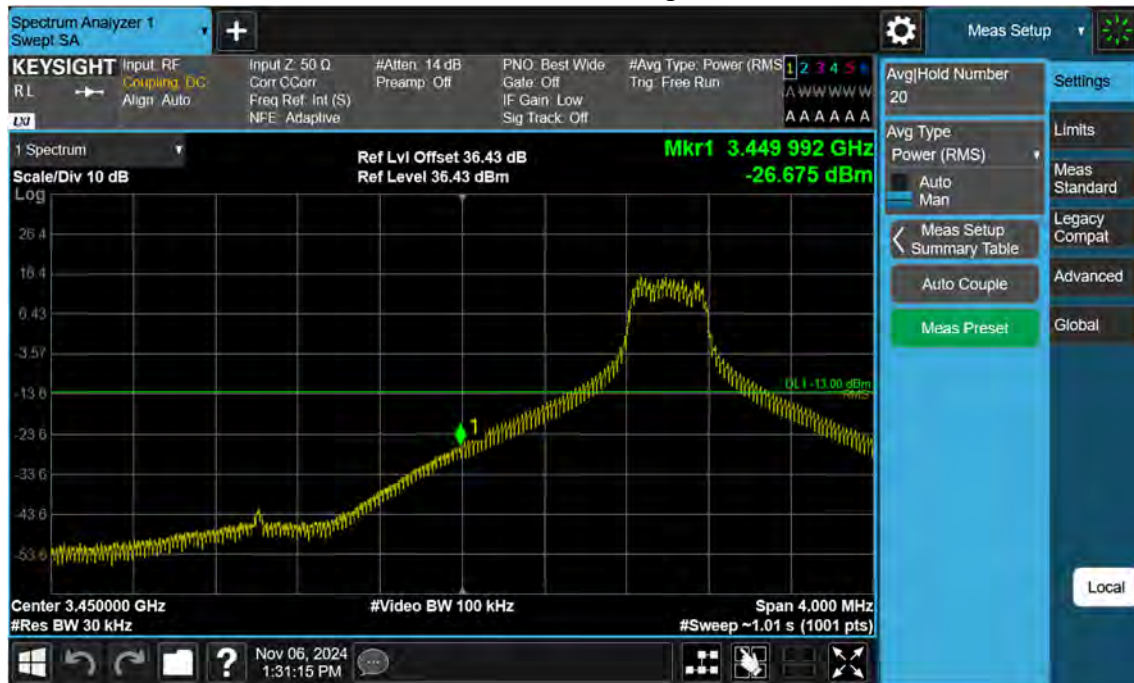 Spectrum Analyzer 1
Swept SA
+
Meas Setup
KEYSIGHT
RL
LXI
Input: RF
Coupling: DC
Align: Auto
Input Z: 50 Ω
Corr CCorr
Freq Ref: Int (S)
NFE: Adaptive
#Atten: 14 dB
Preamp: Off
PNO: Best Wide
Gate: Off
IF Gain: Low
Sig Track: Off
#Avg Type: Power (RMS
Trig: Free Run
1 2 3 4 5 6
A W W W W W
A A A A A A
1 Spectrum
Scale/Div 10 dB
Log
Ref Lvl Offset 36.43 dB
Ref Level 36.43 dBm
Mkr1 3.449 992 GHz
-26.675 dBm
26.4
16.4
6.43
-3.57
-13.6
-23.6
-33.6
-43.6
-53.6
1
DL1 -13.00 dBm
RMS
Center 3.450000 GHz
#Res BW 30 kHz
#Video BW 100 kHz
Span 4.000 MHz
#Sweep ~1.01 s (1001 pts)
Avg|Hold Number
20
Avg Type
Power (RMS)
Auto
Man
Meas Setup
Summary Table
Auto Couple
Meas Preset
Settings
Limits
Meas
Standard
Legacy
Compat
Advanced
Global
Local
?
Nov 06, 2024
1:31:15 PM